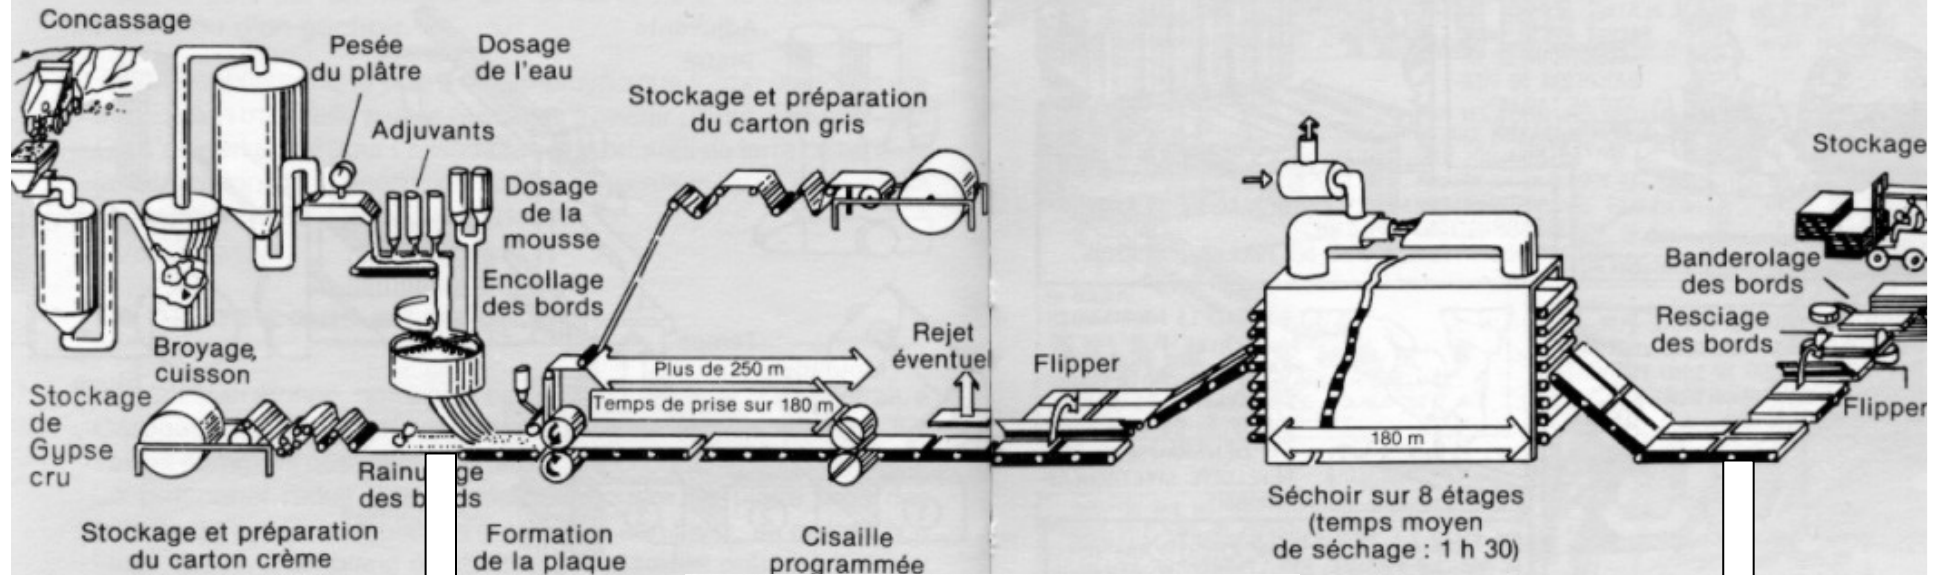 Concassage
Pesée
du plâtre
Dosage
de l'eau
Adjuvants
Stockage et préparation
du carton gris
Dosage
de la
mousse
Encollage
des bords
Broyage,
cuisson
Stockage
de
Gypse
cru
Plus de 250 m
Temps de prise sur 180 m
Rejet
éventuel
Flipper
180 m
Stockage
Banderolage
des bords
Resciage
des bords
Flipper
des
Stockage et préparation
du carton crème
Formation
de la plaque
Cisaille
programmée
Séchoir sur 8 étages
(temps moyen
de séchage : 1 h 30)